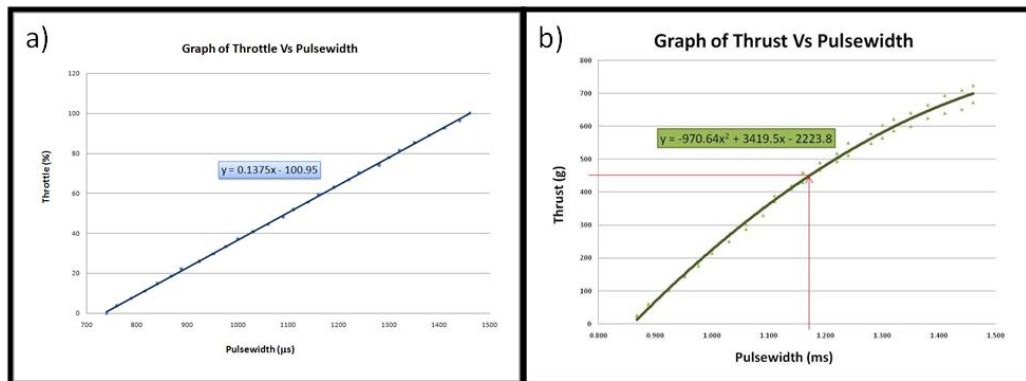 a)
Graph of Throttle Vs Pulsewidth
120
100
80
60
40
20
0
Throttle (%)
y = 0.1375x - 100.95
700 800 900 1000 1100 1200 1300 1400 1500
Pulsewidth (µs)
b)
Graph of Thrust Vs Pulsewidth
800
700
600
500
400
300
200
100
0
Thrust (g)
y = -970.64x² + 3419.5x - 2223.8
0.800 0.900 1.000 1.100 1.200 1.300 1.400 1.500
Pulsewidth (ms)